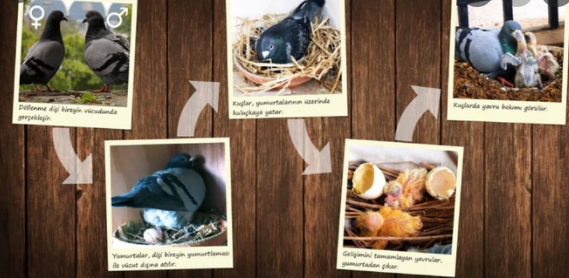 Döllenme dişi bireyin vücudunda
gerçekleşir.
Yumurtalar, dişi bireyin yumurtlaması
ile vücut dışına atılır.
Kuşlar, yumurtalarının üzerinde
kuluçkaya yatar.
Gelişimini tamamlayan yavrular,
yumurtadan çıkar.
Kuşlarda yavru bakımı görülür.